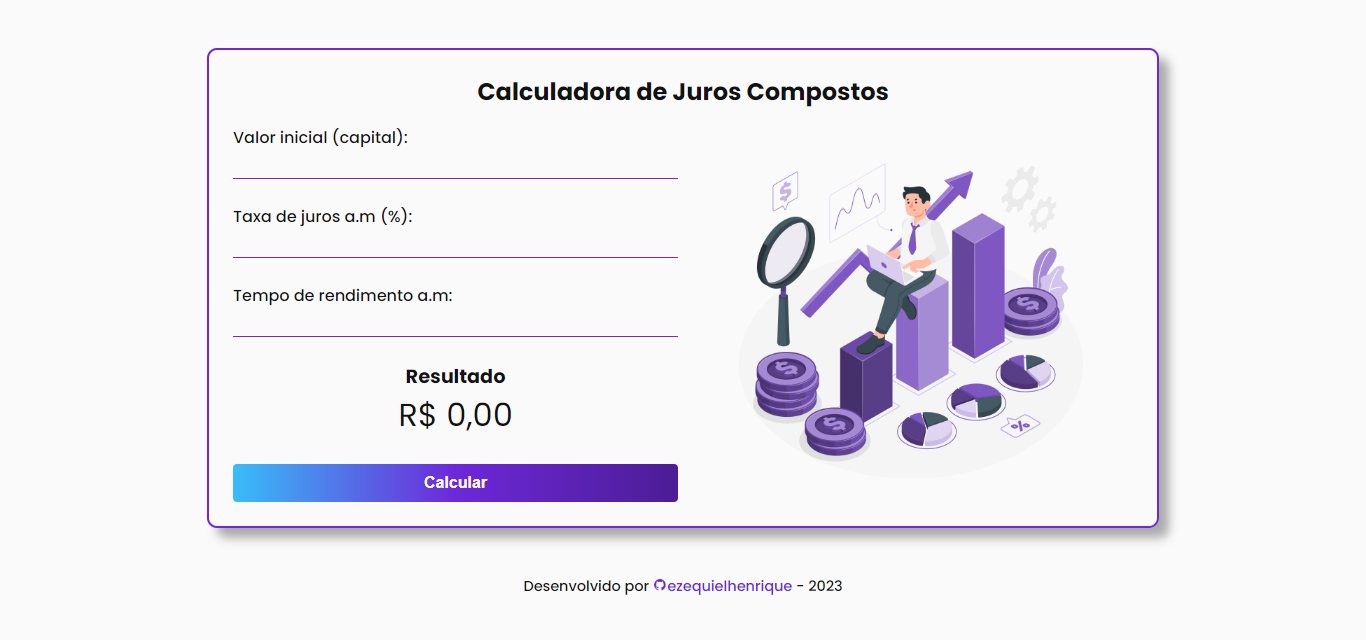 Calculadora de Juros Compostos
Valor inicial (capital):
Taxa de juros a.m (%):
Tempo de rendimento a.m:
Resultado
R$ 0,00
Calcular
$
$
$
$
%
Desenvolvido por ezequielhenrique - 2023